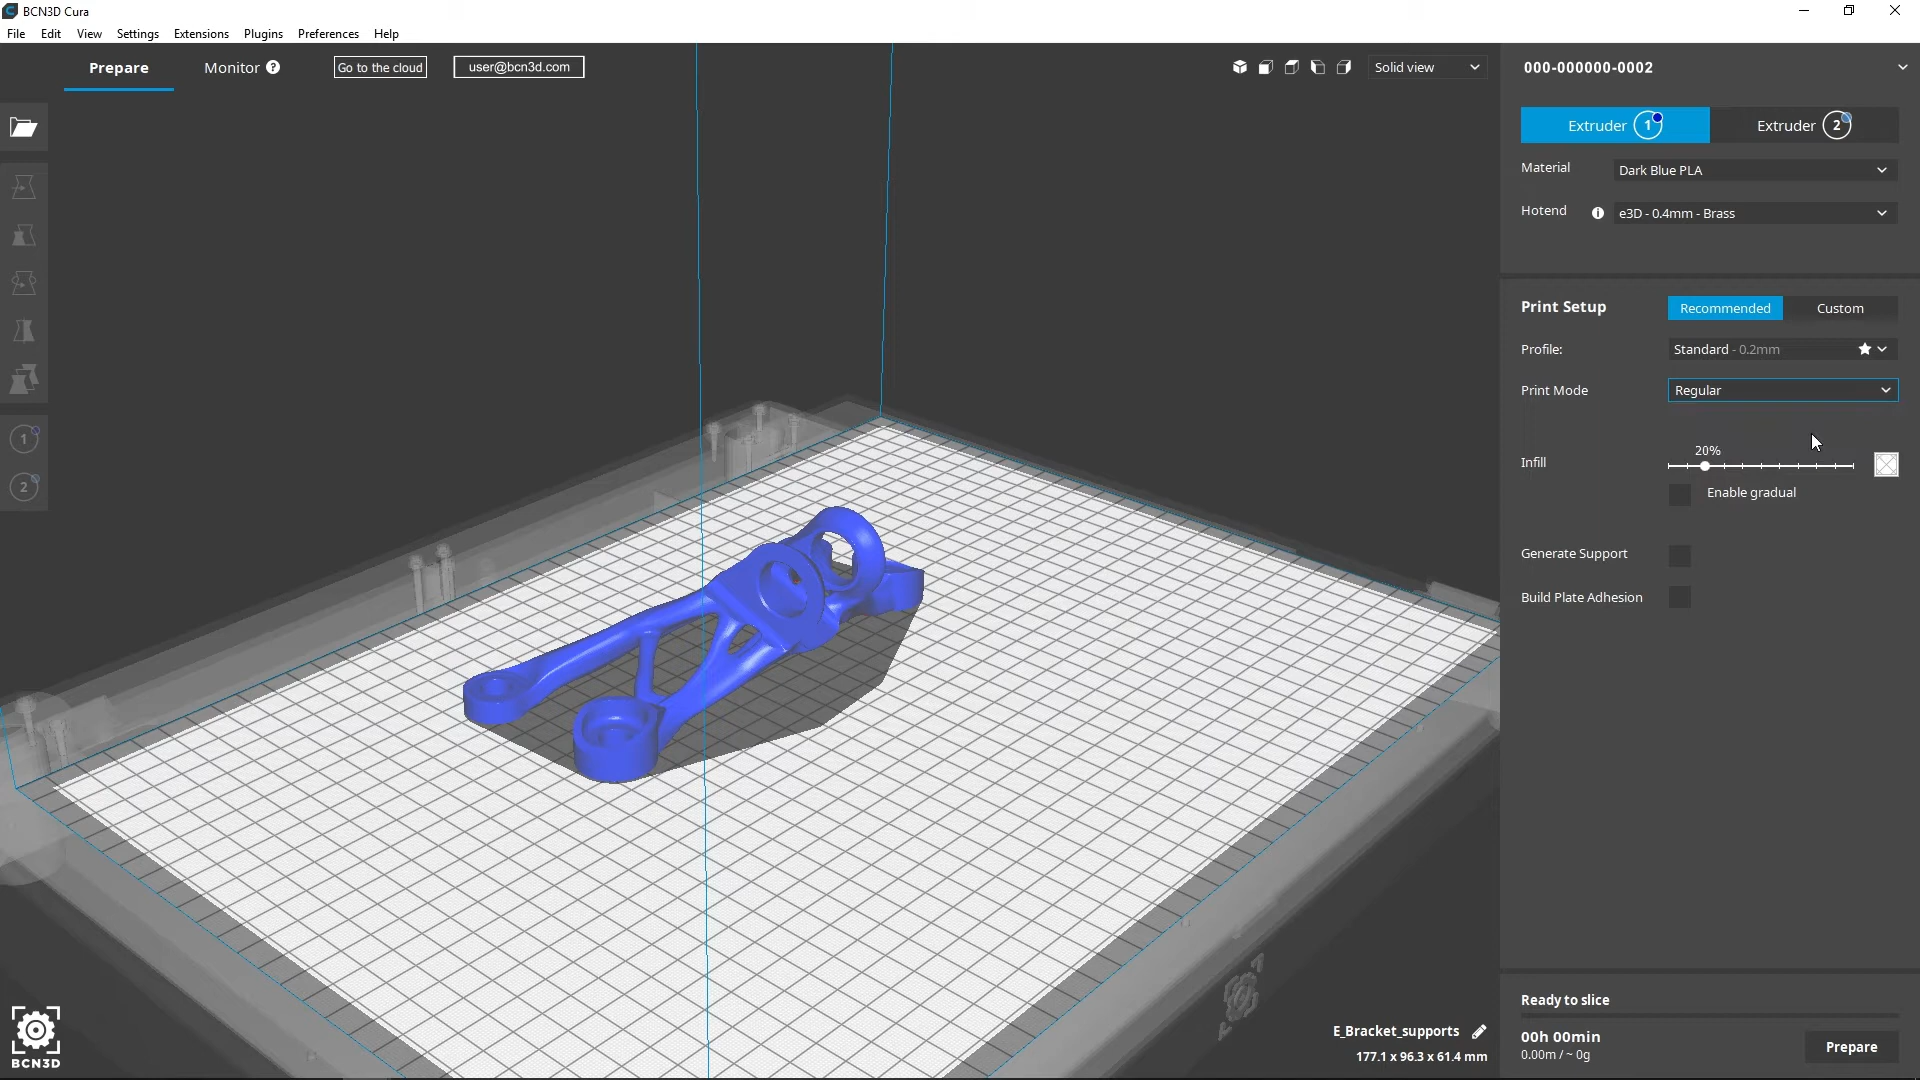 BCN3D Cura
File Edit View Settings Extensions Plugins Preferences Help
Prepare Monitor ? Go to the cloud user@bcn3d.com Solid view 000-000000-0002
Extruder 1 Extruder 2
Material Dark Blue PLA
Hotend i e3D - 0.4mm - Brass
Print Setup Recommended Custom
Profile: Standard - 0.2mm
Print Mode Regular
20%
Infill
Enable gradual
Generate Support
Build Plate Adhesion
1
2
BCN3D
E_Bracket_supports
177.1 x 96.3 x 61.4 mm
Ready to slice
00h 00min
0.00m / ~ 0g
Prepare